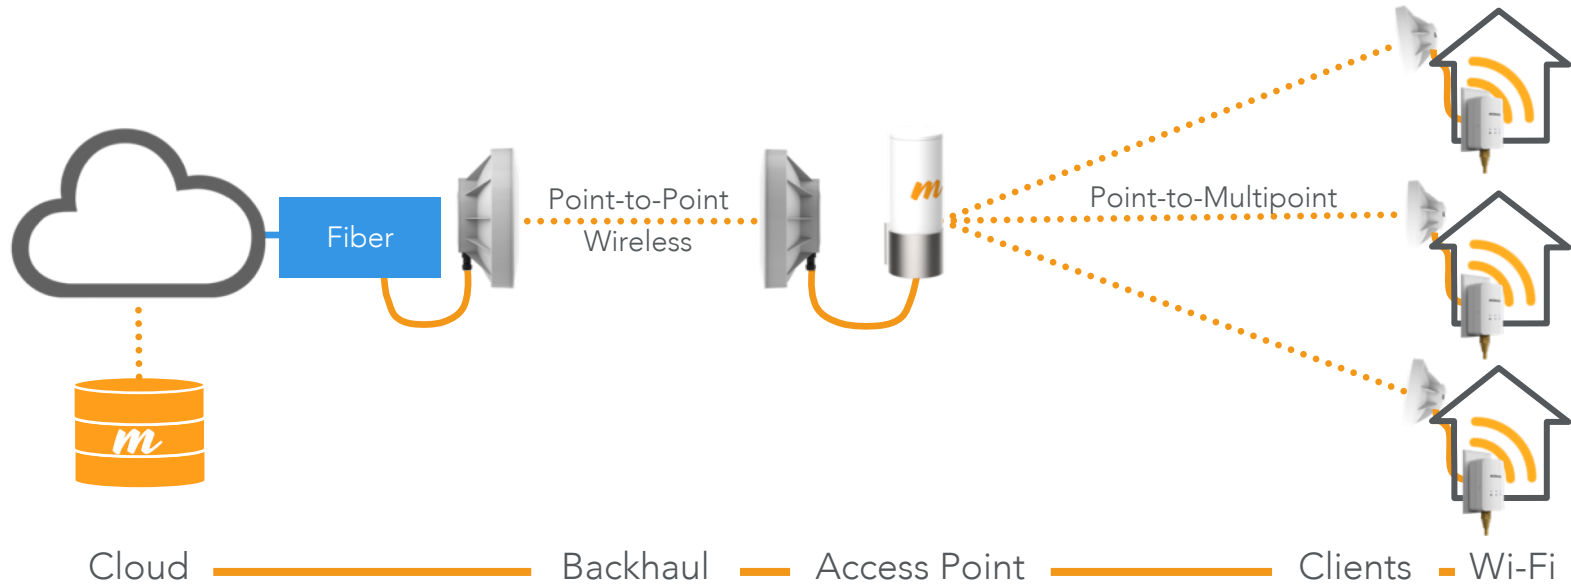 Point-to-Point
Wireless
Fiber
m
Point-to-Multipoint
m
Cloud
Backhaul
Access Point
Clients
Wi-Fi